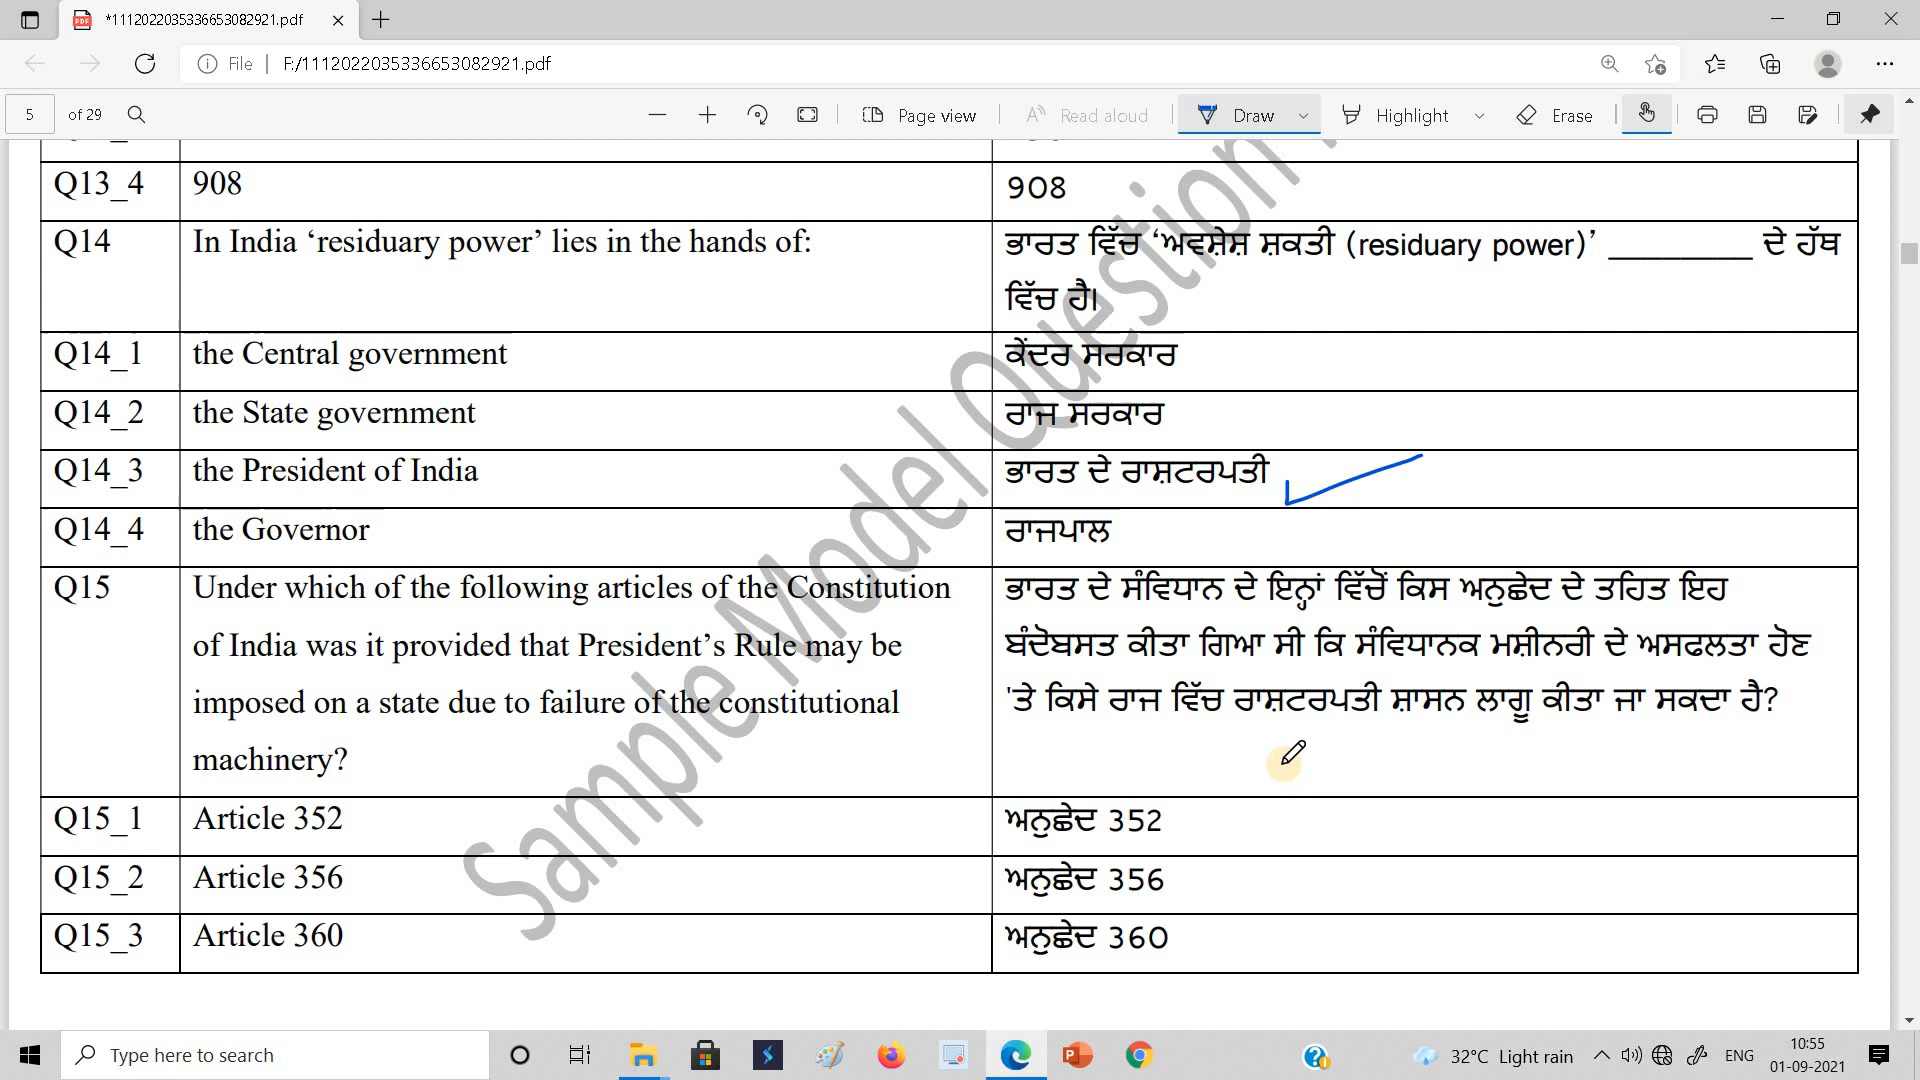 *1112022035336653082921.pdf
File | F:/1112022035336653082921.pdf
5 of 29 Page view Read aloud Draw Highlight Erase
Q13_4 908 908
Q14 In India ‘residuary power’ lies in the hands of: ਭਾਰਤ ਵਿੱਚ ‘ਅਵਸ਼ੇਸ਼ ਸ਼ਕਤੀ (residuary power)’ _________ ਦੇ ਹੱਥ
ਵਿੱਚ ਹੈ।
Q14_1 the Central government ਕੇਂਦਰ ਸਰਕਾਰ
Q14_2 the State government ਰਾਜ ਸਰਕਾਰ
Q14_3 the President of India ਭਾਰਤ ਦੇ ਰਾਸ਼ਟਰਪਤੀ
Q14_4 the Governor ਰਾਜਪਾਲ
Q15 Under which of the following articles of the Constitution ਭਾਰਤ ਦੇ ਸੰਵਿਧਾਨ ਦੇ ਇਨ੍ਹਾਂ ਵਿੱਚੋਂ ਕਿਸ ਅਨੁਛੇਦ ਦੇ ਤਹਿਤ ਇਹ
of India was it provided that President’s Rule may be ਬੰਦੋਬਸਤ ਕੀਤਾ ਗਿਆ ਸੀ ਕਿ ਸੰਵਿਧਾਨਕ ਮਸ਼ੀਨਰੀ ਦੇ ਅਸਫਲਤਾ ਹੋਣ
imposed on a state due to failure of the constitutional 'ਤੇ ਕਿਸੇ ਰਾਜ ਵਿੱਚ ਰਾਸ਼ਟਰਪਤੀ ਸ਼ਾਸਨ ਲਾਗੂ ਕੀਤਾ ਜਾ ਸਕਦਾ ਹੈ?
machinery?
Q15_1 Article 352 ਅਨੁਛੇਦ 352
Q15_2 Article 356 ਅਨੁਛੇਦ 356
Q15_3 Article 360 ਅਨੁਛੇਦ 360
Sample Model Question
Type here to search 32°C Light rain ENG 10:55
01-09-2021